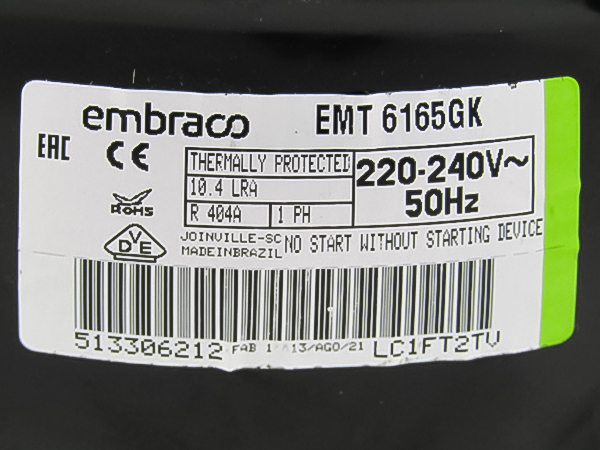 embraco EMT 6165GK
EAC CE
THERMALLY PROTECTED
10.4 LRA
R 404A 1 PH
220-240V~
50Hz
RoHS
VDE
JOINVILLE-SC
MADEINBRAZIL
NO START WITHOUT STARTING DEVICE
513306212 FAB 1 13/AGO/21 LC1FT2TV